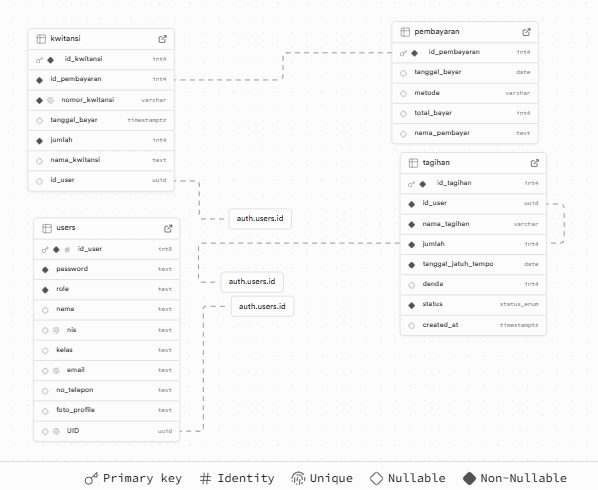 kwitansi
id_kwitansi int4
id_pembayaran int4
nomor_kwitansi varchar
tanggal_bayar timestamptz
jumlah int4
nama_kwitansi text
id_user uuid
pembayaran
id_pembayaran int4
tanggal_bayar date
metode varchar
total_bayar int4
nama_pembayar text
tagihan
id_tagihan int4
id_user uuid
nama_tagihan varchar
jumlah int4
tanggal_jatuh_tempo date
denda int4
status status_enum
created_at timestamptz
auth.users.id
auth.users.id
auth.users.id
users
id_user int8
password text
role text
nama text
nis text
kelas text
email text
no_telepon text
foto_profile text
UID uuid
Primary key Identity Unique Nullable Non-Nullable